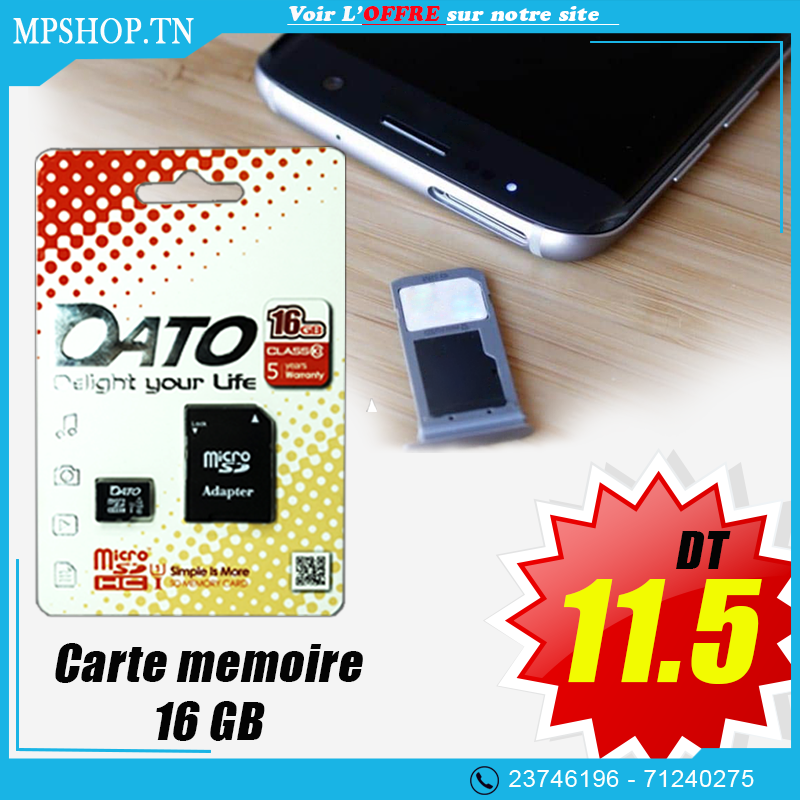 MPSHOP.TN
Voir L'OFFRE sur notre site
DATO
Delight your Life
16GB
CLASS10
5 years Warranty
Lock
micro SD
Adapter
DATO
micro SD HC I
Simple is More
SD MEMORY CARD
Carte memoire
16 GB
DT
11.5
23746196 - 71240275